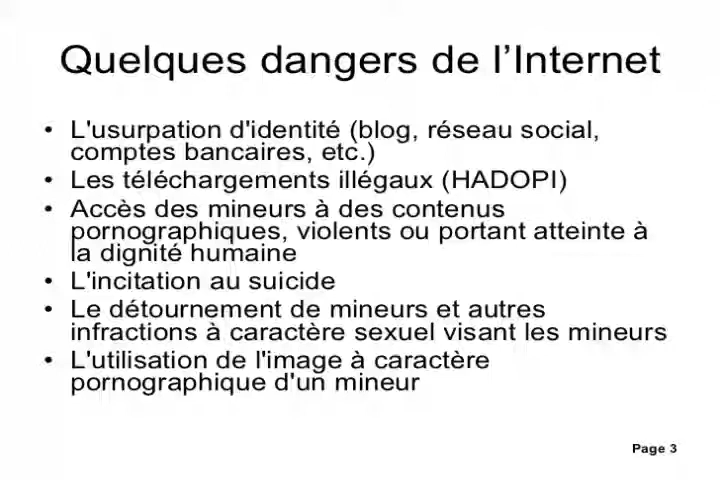 Quelques dangers de l’Internet
• L'usurpation d'identité (blog, réseau social,
comptes bancaires, etc.)
• Les téléchargements illégaux (HADOPI)
• Accès des mineurs à des contenus
pornographiques, violents ou portant atteinte à
la dignité humaine
• L'incitation au suicide
• Le détournement de mineurs et autres
infractions à caractère sexuel visant les mineurs
• L'utilisation de l'image à caractère
pornographique d'un mineur
Page 3